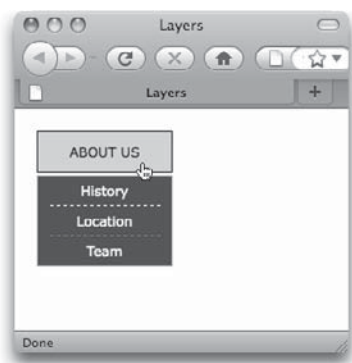 Layers
Layers
ABOUT US
History
Location
Team
Done